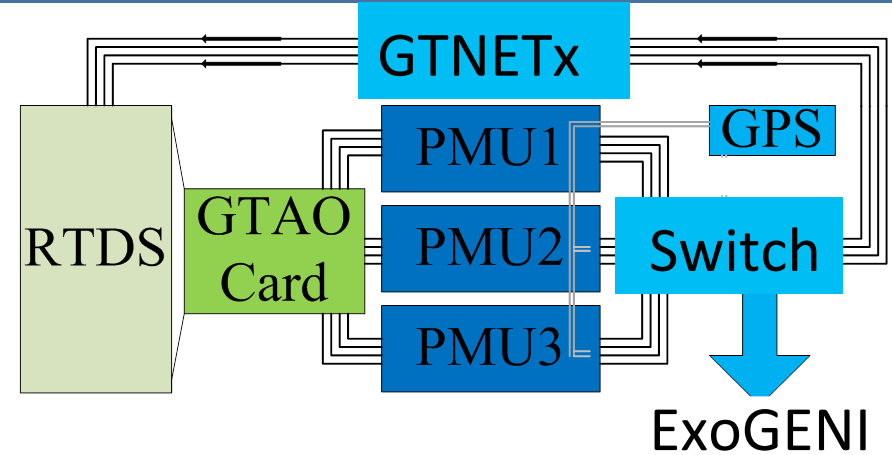 GTNETx
PMU1
GPS
RTDS
GTAO
Card
PMU2
Switch
PMU3
ExoGENI